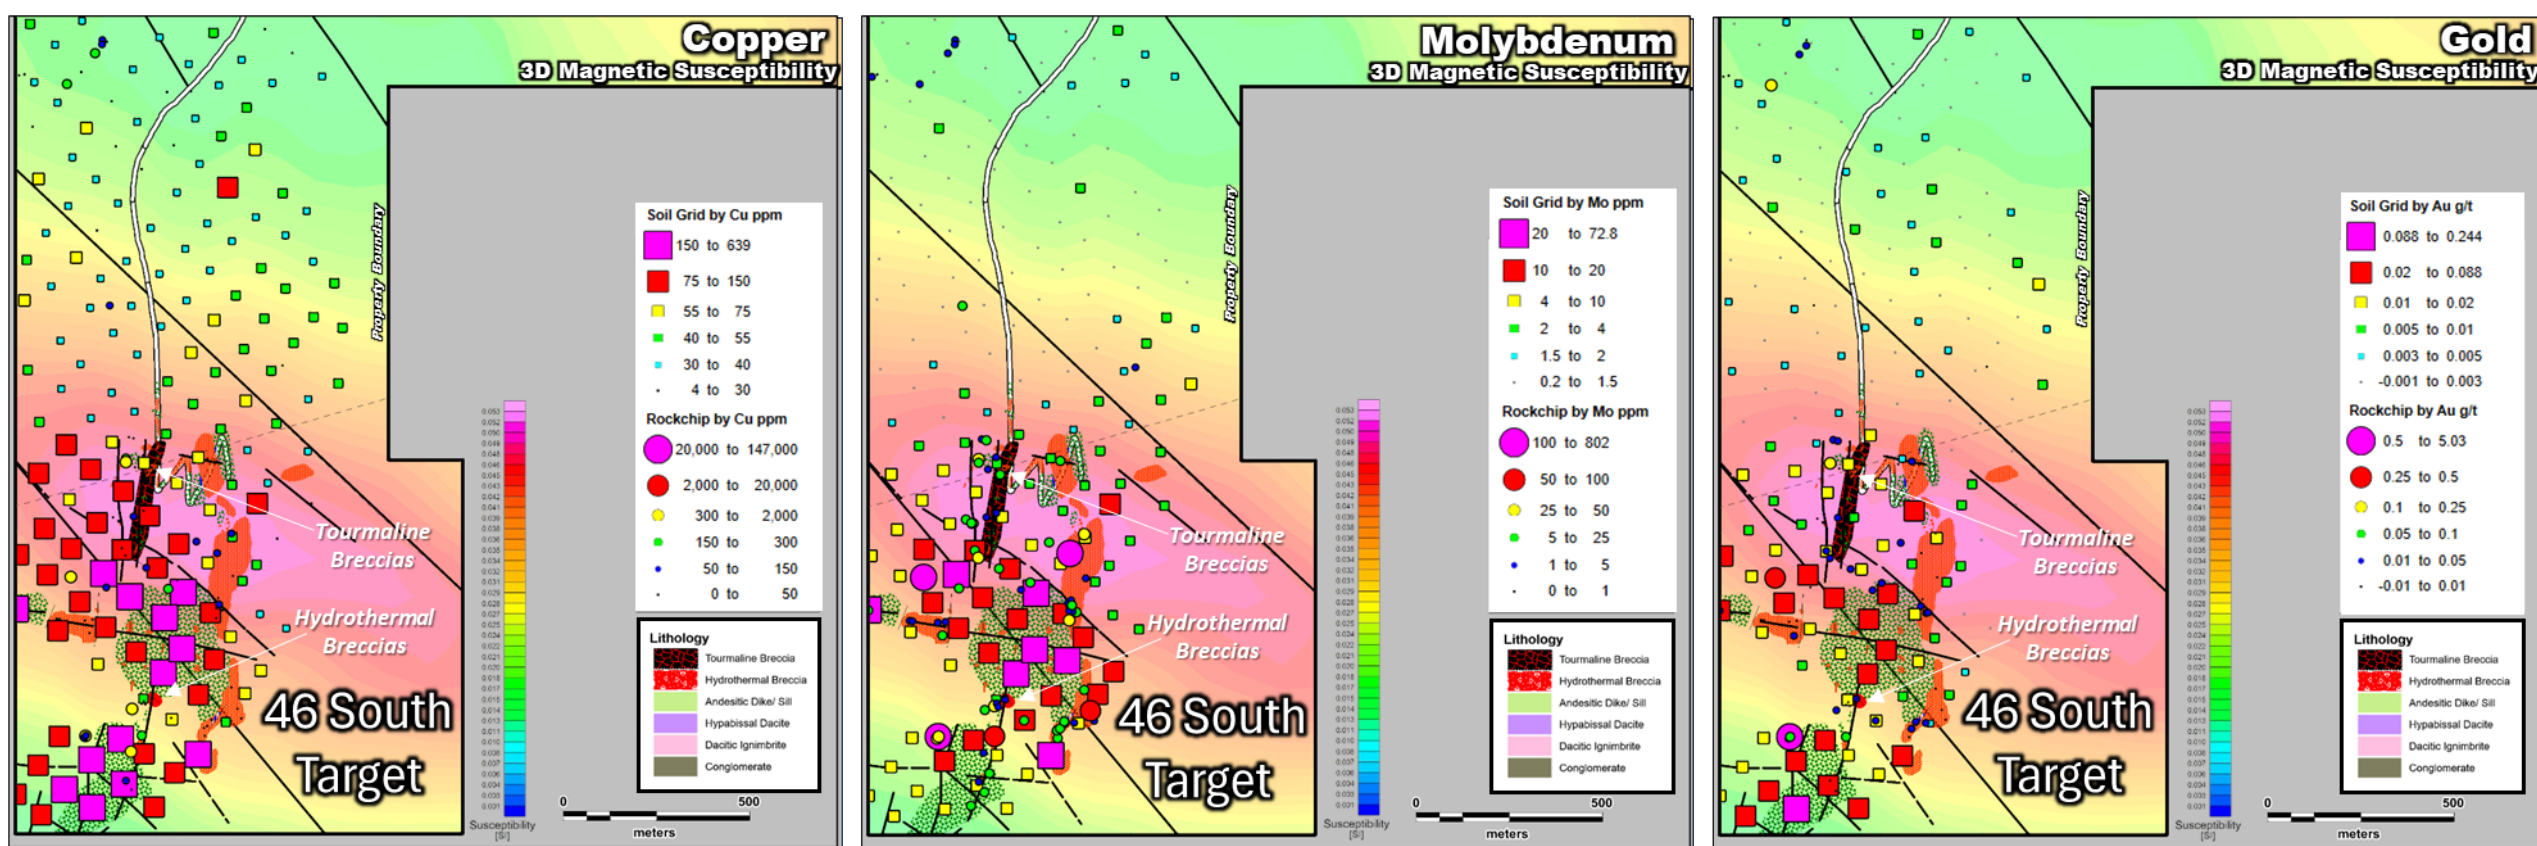 Copper
3D Magnetic Susceptibility
Property Boundary
Soil Grid by Cu ppm
150 to 639
75 to 150
55 to 75
40 to 55
30 to 40
4 to 30
Rockchip by Cu ppm
20,000 to 147,000
2,000 to 20,000
300 to 2,000
150 to 300
50 to 150
0 to 50
Lithology
Tourmaline Breccia
Hydrothermal Breccia
Andesitic Dike/ Sill
Hypabissal Dacite
Dacitic Ignimbrite
Conglomerate
Tourmaline
Breccias
Hydrothermal
Breccias
46 South
Target
Susceptibility
[SI]
0 500
meters
Molybdenum
3D Magnetic Susceptibility
Property Boundary
Soil Grid by Mo ppm
20 to 72.8
10 to 20
4 to 10
2 to 4
1.5 to 2
0.2 to 1.5
Rockchip by Mo ppm
100 to 802
50 to 100
25 to 50
5 to 25
1 to 5
0 to 1
Lithology
Tourmaline Breccia
Hydrothermal Breccia
Andesitic Dike/ Sill
Hypabissal Dacite
Dacitic Ignimbrite
Conglomerate
Tourmaline
Breccias
Hydrothermal
Breccias
46 South
Target
Susceptibility
[SI]
0 500
meters
Gold
3D Magnetic Susceptibility
Property Boundary
Soil Grid by Au g/t
0.088 to 0.244
0.02 to 0.088
0.01 to 0.02
0.005 to 0.01
0.003 to 0.005
-0.001 to 0.003
Rockchip by Au g/t
0.5 to 5.03
0.25 to 0.5
0.1 to 0.25
0.05 to 0.1
0.01 to 0.05
-0.01 to 0.01
Lithology
Tourmaline Breccia
Hydrothermal Breccia
Andesitic Dike/ Sill
Hypabissal Dacite
Dacitic Ignimbrite
Conglomerate
Tourmaline
Breccias
Hydrothermal
Breccias
46 South
Target
Susceptibility
[SI]
0 500
meters